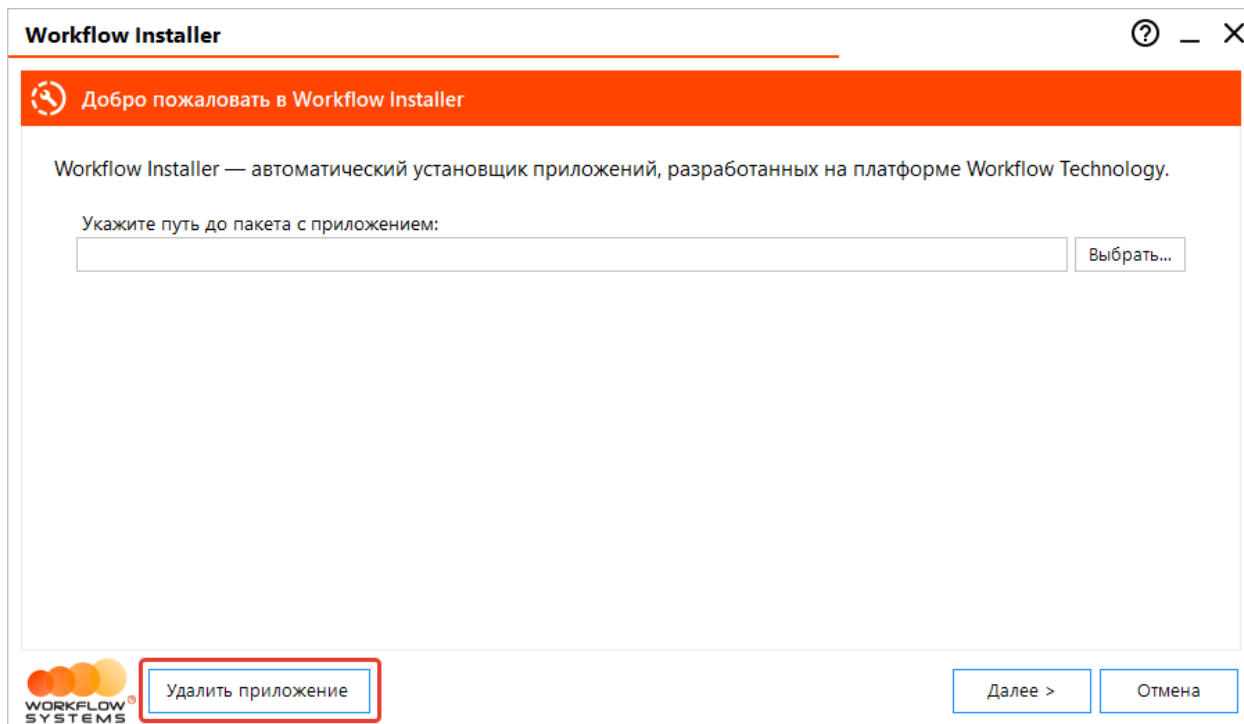 Workflow Installer
Добро пожаловать в Workflow Installer
Workflow Installer — автоматический установщик приложений, разработанных на платформе Workflow Technology.
Укажите путь до пакета с приложением:
Выбрать...
WORKFLOW®
SYSTEMS
Удалить приложение
Далее >
Отмена